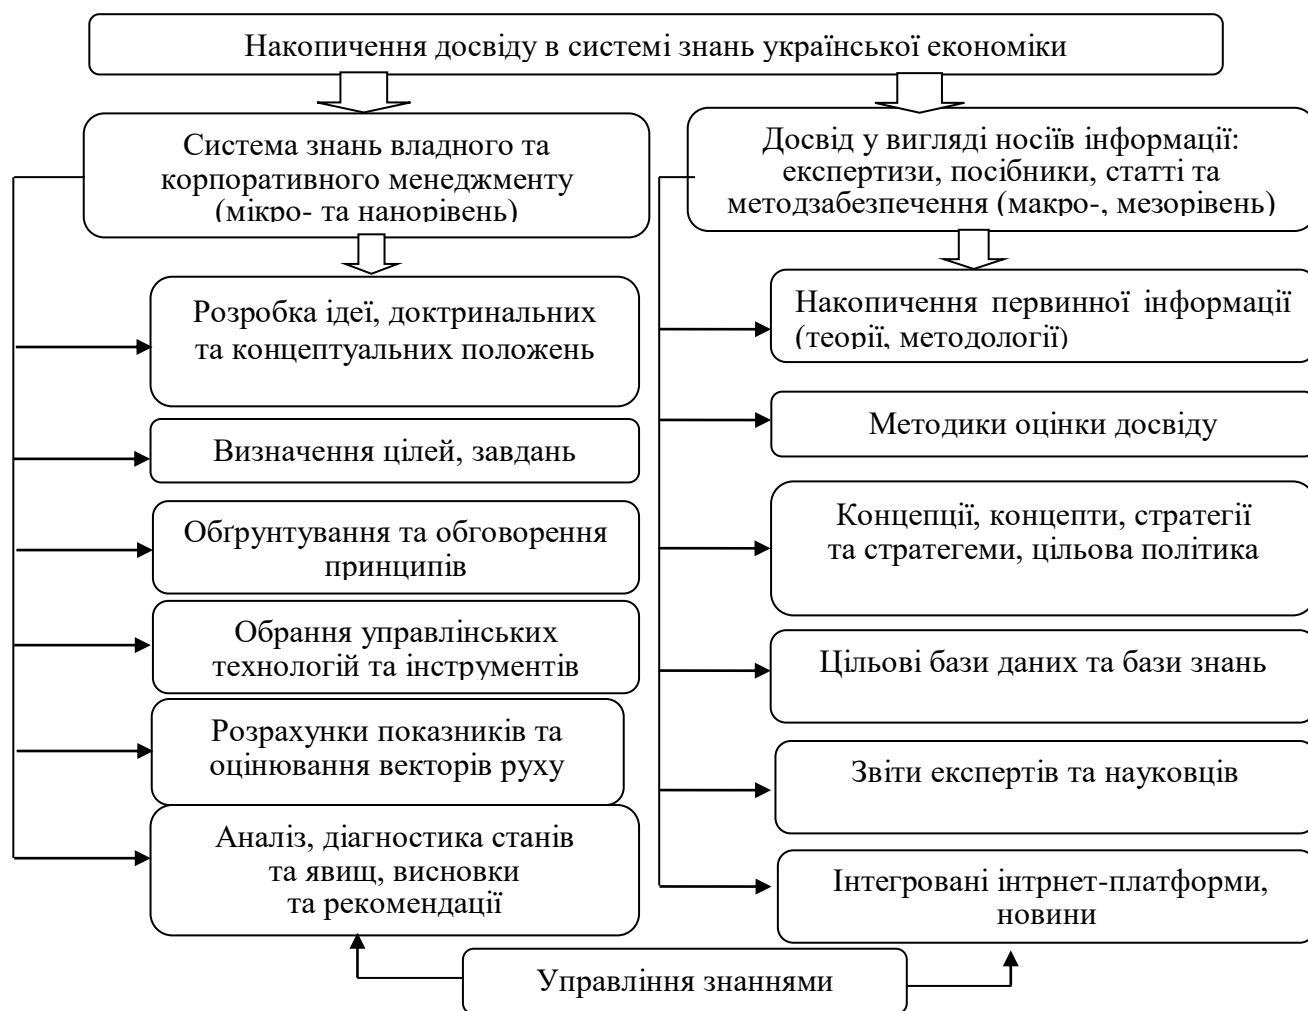 Накопичення досвіду в системі знань української економіки
Система знань владного та
корпоративного менеджменту
(мікро- та нанорівень)
Розробка ідеї, доктринальних
та концептуальних положень
Визначення цілей, завдань
Обґрунтування та обговорення
принципів
Обрання управлінських
технологій та інструментів
Розрахунки показників та
оцінювання векторів руху
Аналіз, діагностика станів
та явищ, висновки
та рекомендації
Досвід у вигляді носіїв інформації:
експертизи, посібники, статті та
методзабезпечення (макро-, мезорівень)
Накопичення первинної інформації
(теорії, методології)
Методики оцінки досвіду
Концепції, концепти, стратегії
та стратегеми, цільова політика
Цільові бази даних та бази знань
Звіти експертів та науковців
Інтегровані інтрнет-платформи,
новини
Управління знаннями